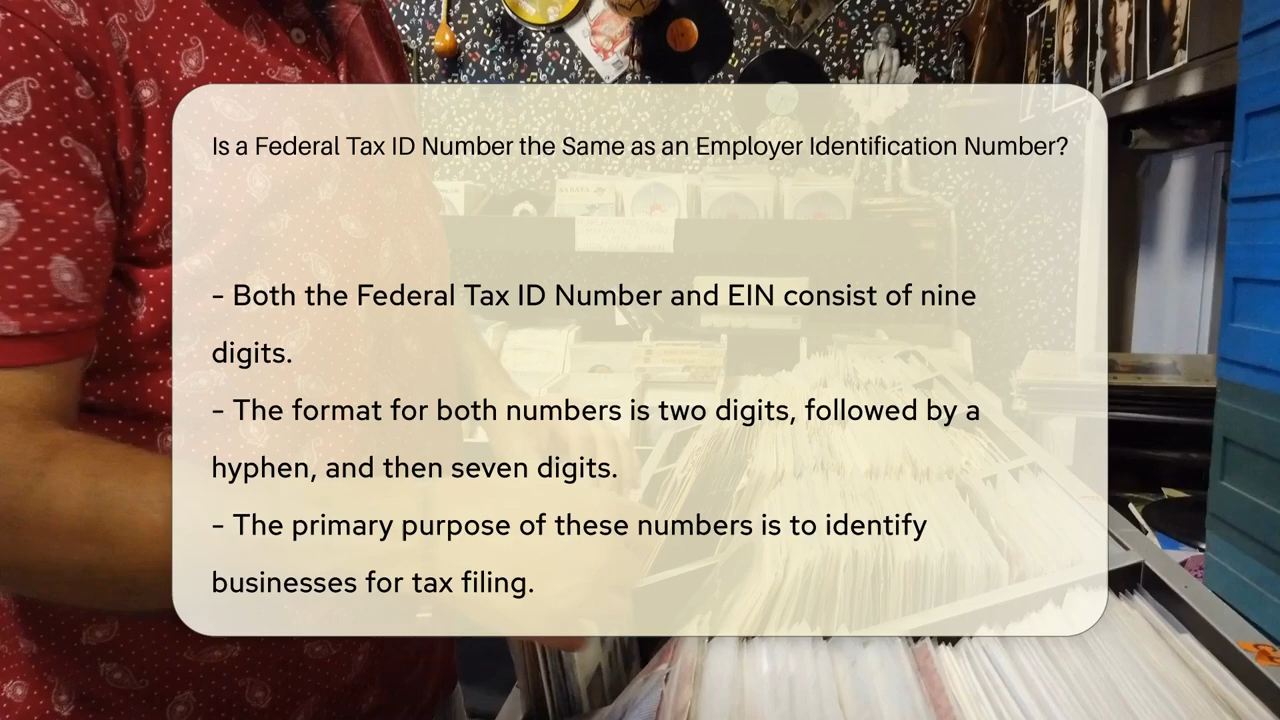 Is a Federal Tax ID Number the Same as an Employer Identification Number?
– Both the Federal Tax ID Number and EIN consist of nine
digits.
– The format for both numbers is two digits, followed by a
hyphen, and then seven digits.
– The primary purpose of these numbers is to identify
businesses for tax filing.